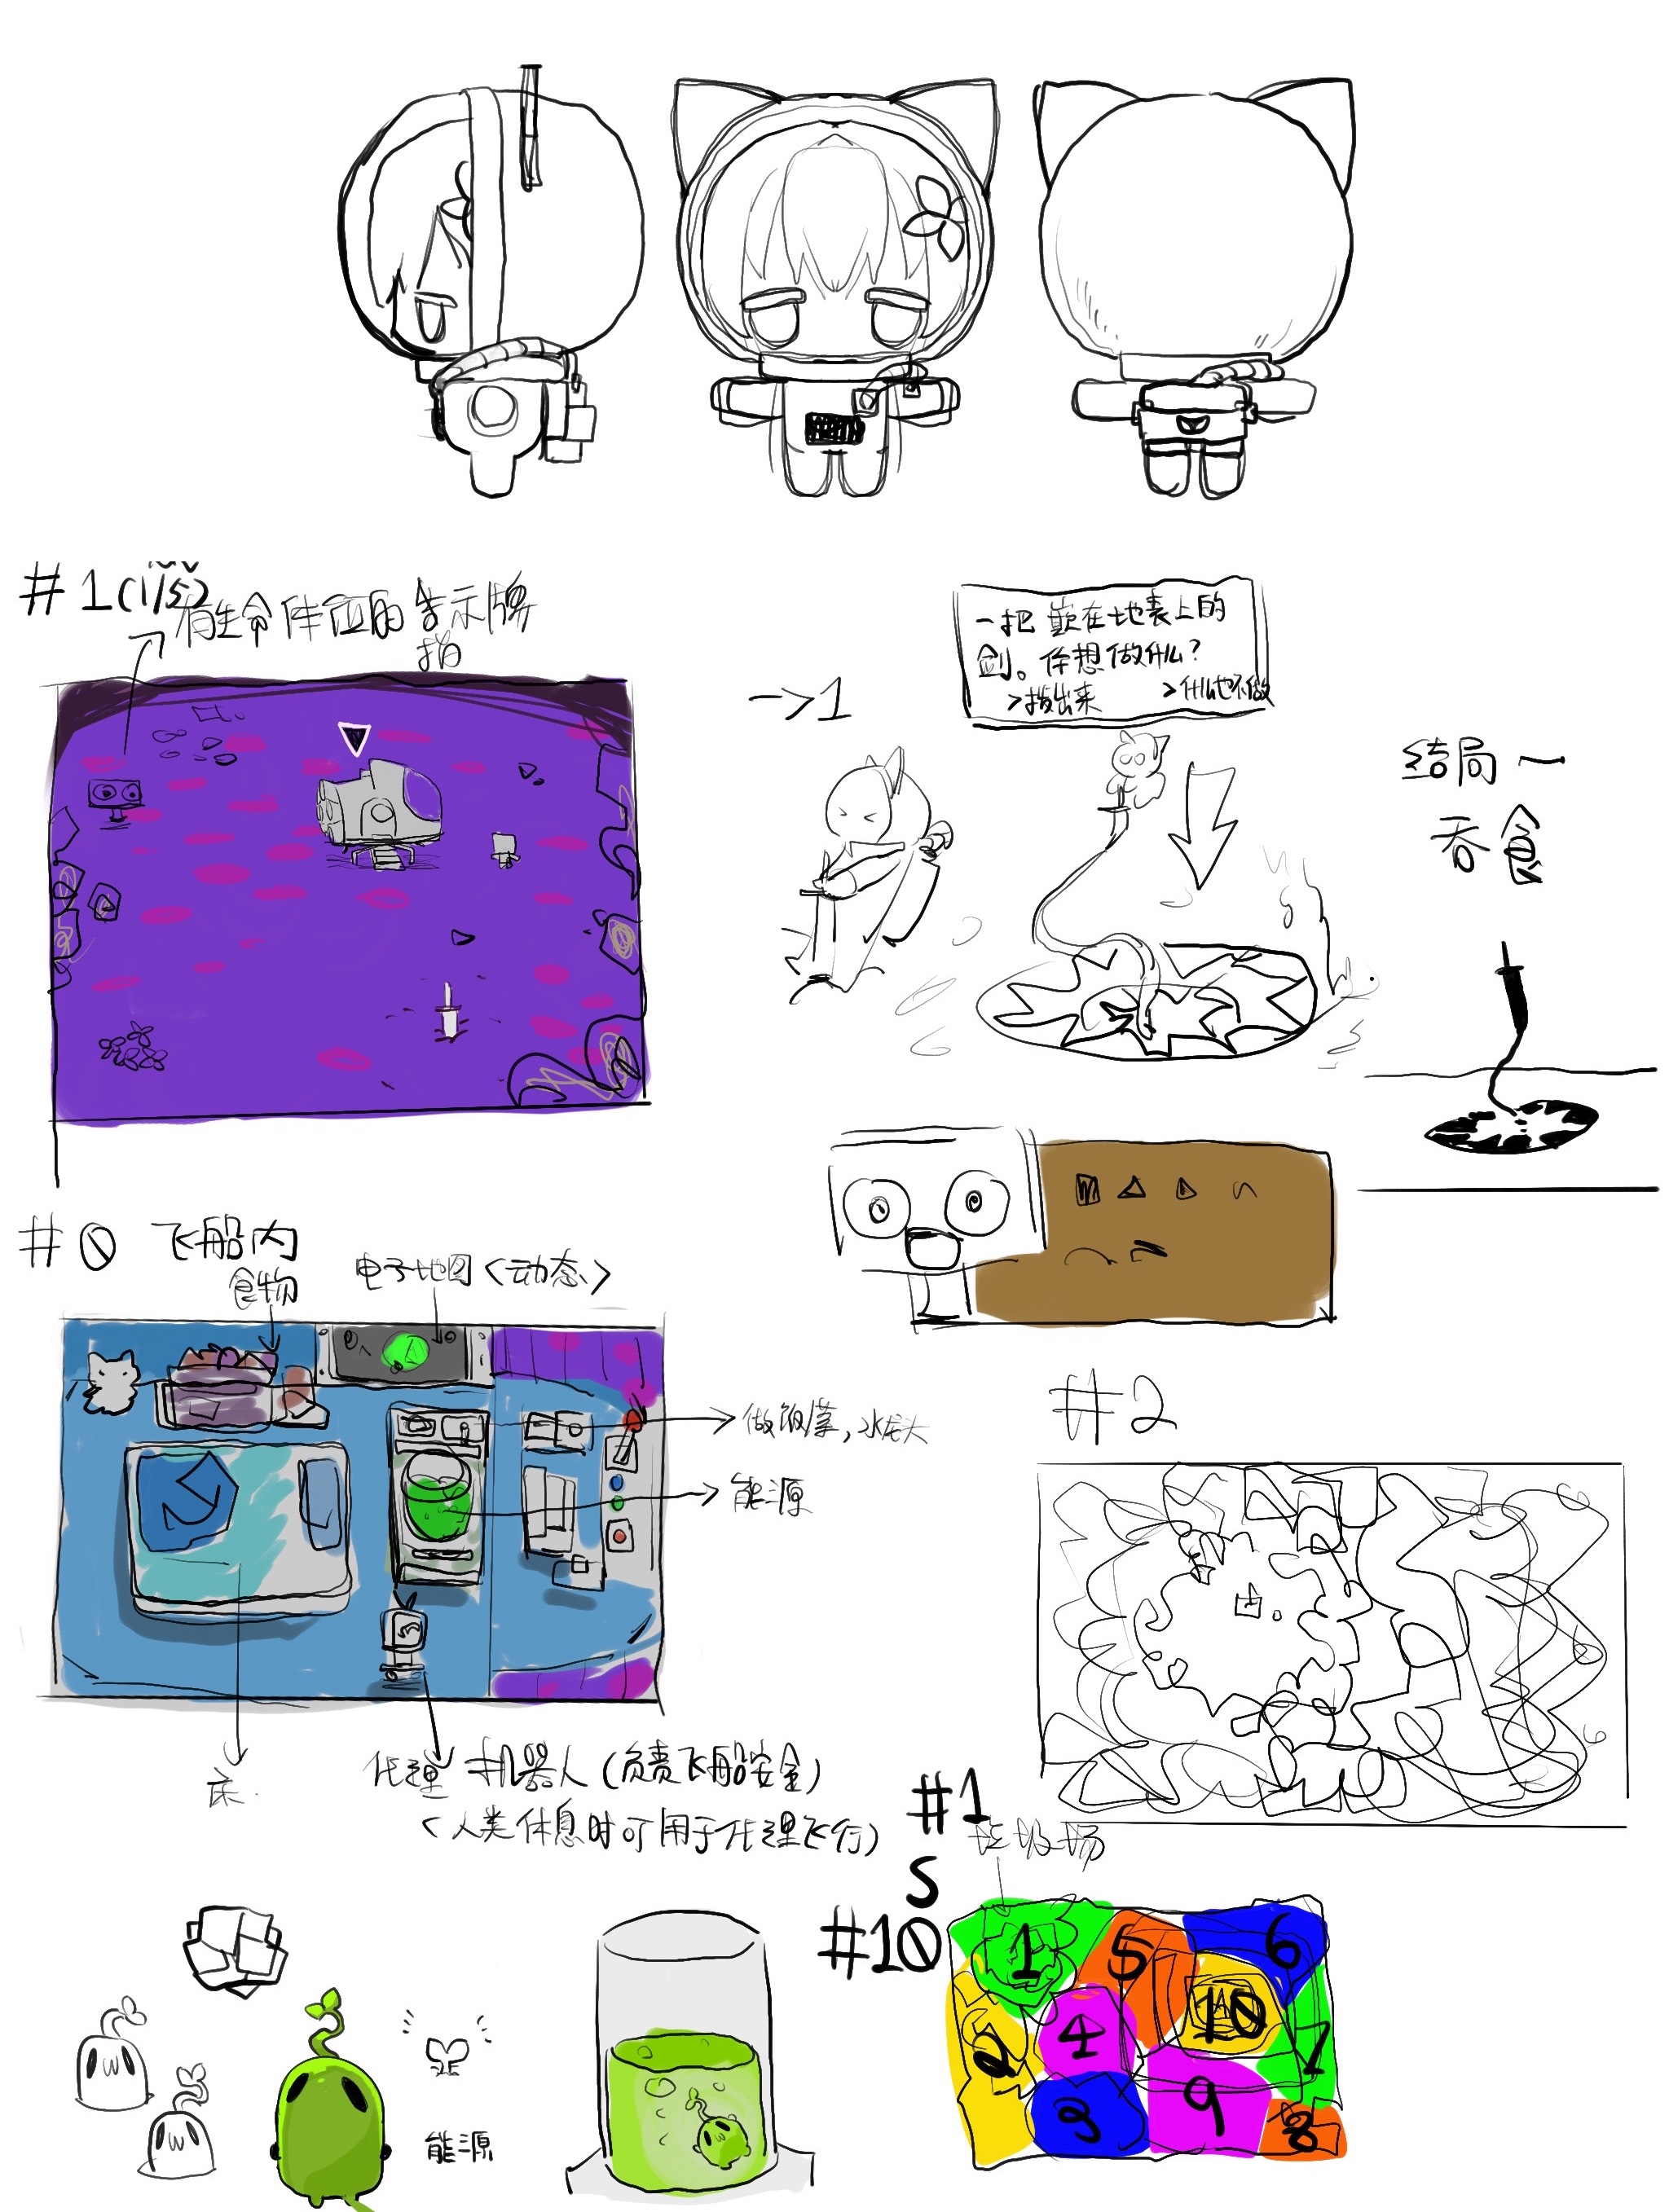 #1(1/5)
有生命体征的告示牌
指
->1
一把嵌在地表上的
剑。你想做什么?
>拔出来 >什么也不做
结局一
吞食
#0 飞船内
食物
电子地图<动态>
做饭菜,水龙头
能源
床
代理机器人(负责飞船安全)
(人类休息时可用于代理飞行)
#2
#1
垃圾场
S
#10
1
5
6
2
4
10
7
3
9
8
能源